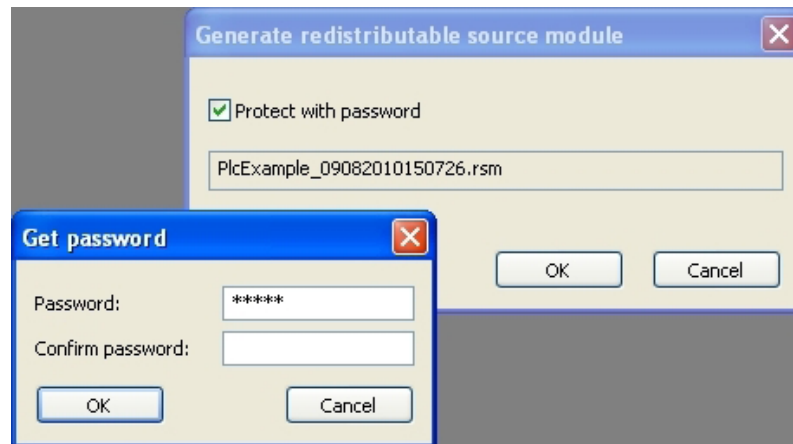 Generate redistributable source module
Protect with password
PlcExample_09082010150726.rsm
OK Cancel
Get password
Password: *****
Confirm password:
OK Cancel